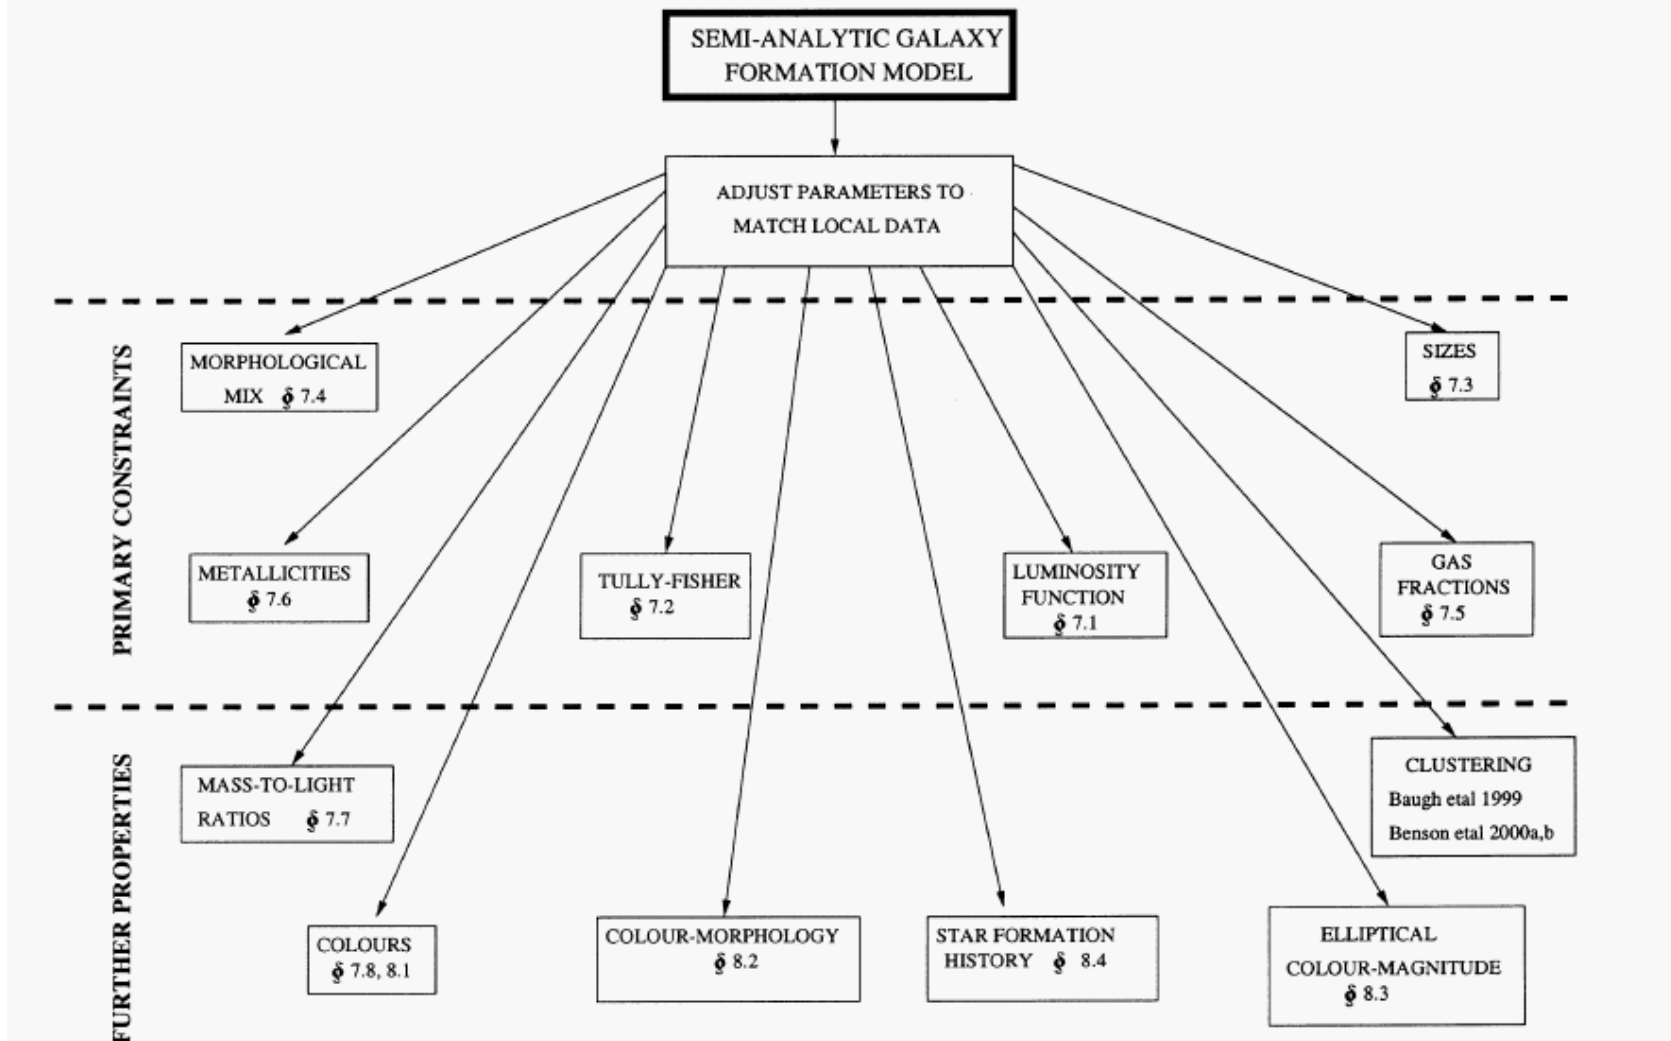 SEMI-ANALYTIC GALAXY
FORMATION MODEL
ADJUST PARAMETERS TO
MATCH LOCAL DATA
PRIMARY CONSTRAINTS
MORPHOLOGICAL
MIX § 7.4
SIZES
§ 7.3
METALLICITIES
§ 7.6
TULLY-FISHER
§ 7.2
LUMINOSITY
FUNCTION
§ 7.1
GAS
FRACTIONS
§ 7.5
FURTHER PROPERTIES
MASS-TO-LIGHT
RATIOS § 7.7
CLUSTERING
Baugh etal 1999
Benson etal 2000a,b
COLOURS
§ 7.8, 8.1
COLOUR-MORPHOLOGY
§ 8.2
STAR FORMATION
HISTORY § 8.4
ELLIPTICAL
COLOUR-MAGNITUDE
§ 8.3